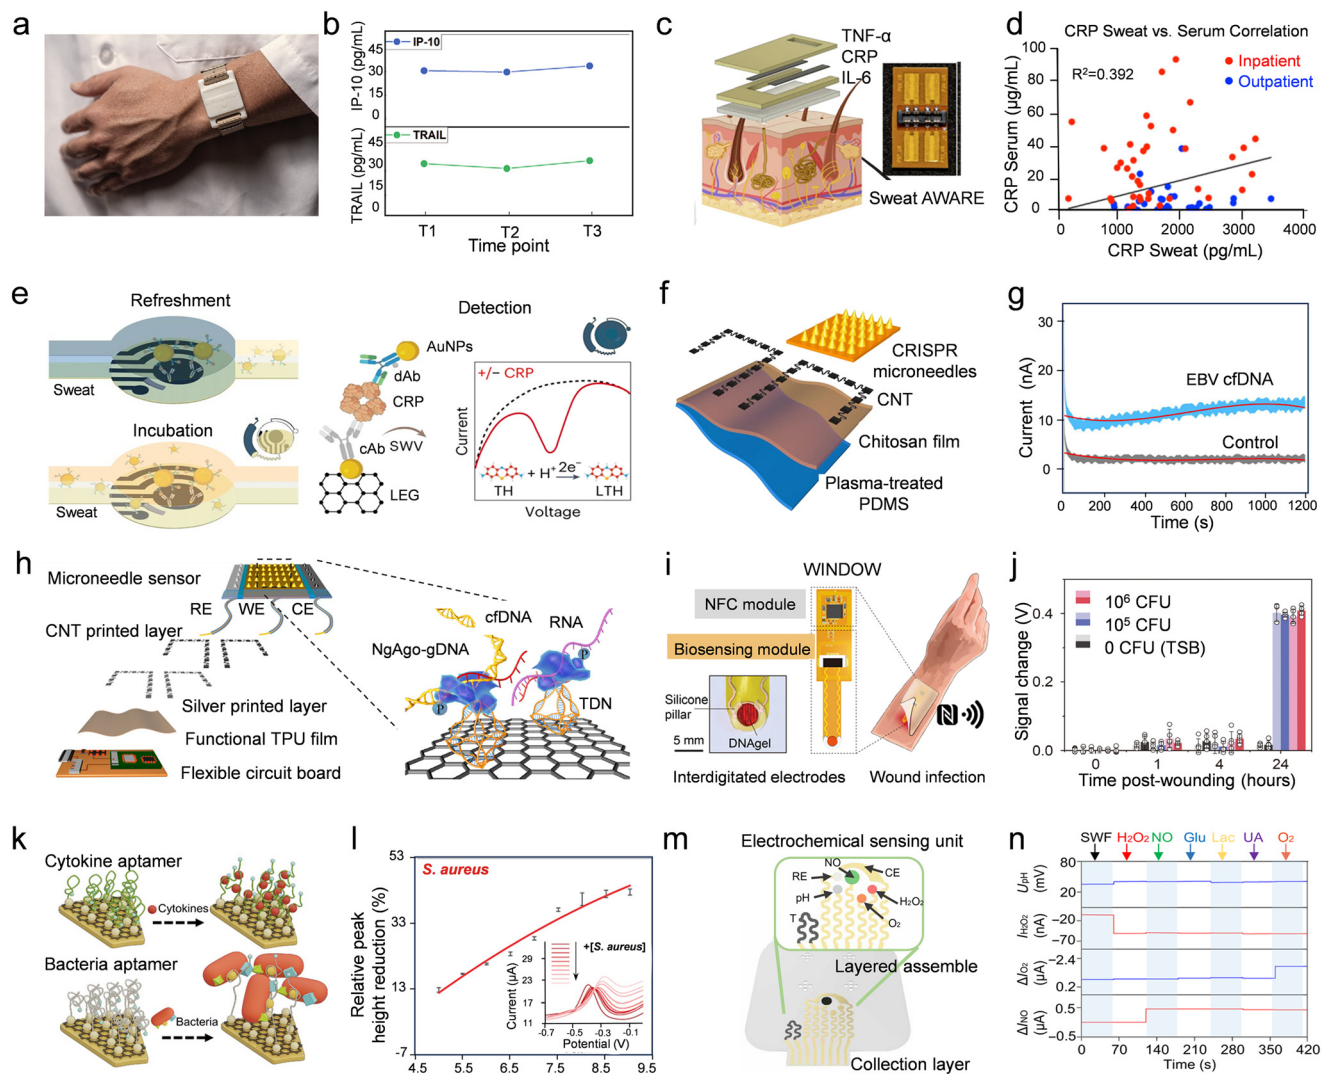 a
b
45
IP-10
30
15
0
IP-10 (pg/mL)
45
TRAIL
30
15
0
TRAIL (pg/mL)
T1
T2
T3
Time point
c
TNF-α
CRP
IL-6
Sweat AWARE
d
CRP Sweat vs. Serum Correlation
R²=0.392
Inpatient
Outpatient
100
80
60
40
20
0
CRP Serum (µg/mL)
0
1000
2000
3000
4000
CRP Sweat (pg/mL)
e
Refreshment
Sweat
Incubation
Sweat
Detection
AuNPs
dAb
CRP
cAb
SWV
LEG
+/− CRP
Current
+ H⁺
2e⁻
TH
LTH
Voltage
f
CRISPR
microneedles
CNT
Chitosan film
Plasma-treated
PDMS
g
30
20
10
0
Current (nA)
EBV cfDNA
Control
0
200
400
600
800
1000
1200
Time (s)
h
Microneedle sensor
RE
WE
CE
CNT printed layer
Silver printed layer
Functional TPU film
Flexible circuit board
cfDNA
RNA
NgAgo-gDNA
P
P
TDN
i
WINDOW
NFC module
Biosensing module
Silicone
pillar
5 mm
DNAgel
Interdigitated electrodes
Wound infection
j
0.4
0.2
0.0
Signal change (V)
10⁶ CFU
10⁵ CFU
0 CFU (TSB)
0
1
4
24
Time post-wounding (hours)
k
Cytokine aptamer
Cytokines
Bacteria aptamer
Bacteria
l
53
33
13
-7
Relative peak
height reduction (%)
S. aureus
+[S. aureus]
29
26
23
20
17
14
11
Current (µA)
-0.7
-0.5
-0.3
-0.1
Potential (V)
4.5
5.5
6.5
7.5
8.5
9.5
m
Electrochemical sensing unit
NO
RE
CE
pH
H₂O₂
O₂
T
Layered assemble
Collection layer
n
SWF
H₂O₂
NO
Glu
Lac
UA
O₂
80
20
UpH
(mV)
−20
−70
IH₂O₂
(nA)
−2.4
0.2
ΔIO₂
(µA)
0.5
−0.5
ΔINO
(µA)
0
70
140
210
280
350
420
Time (s)